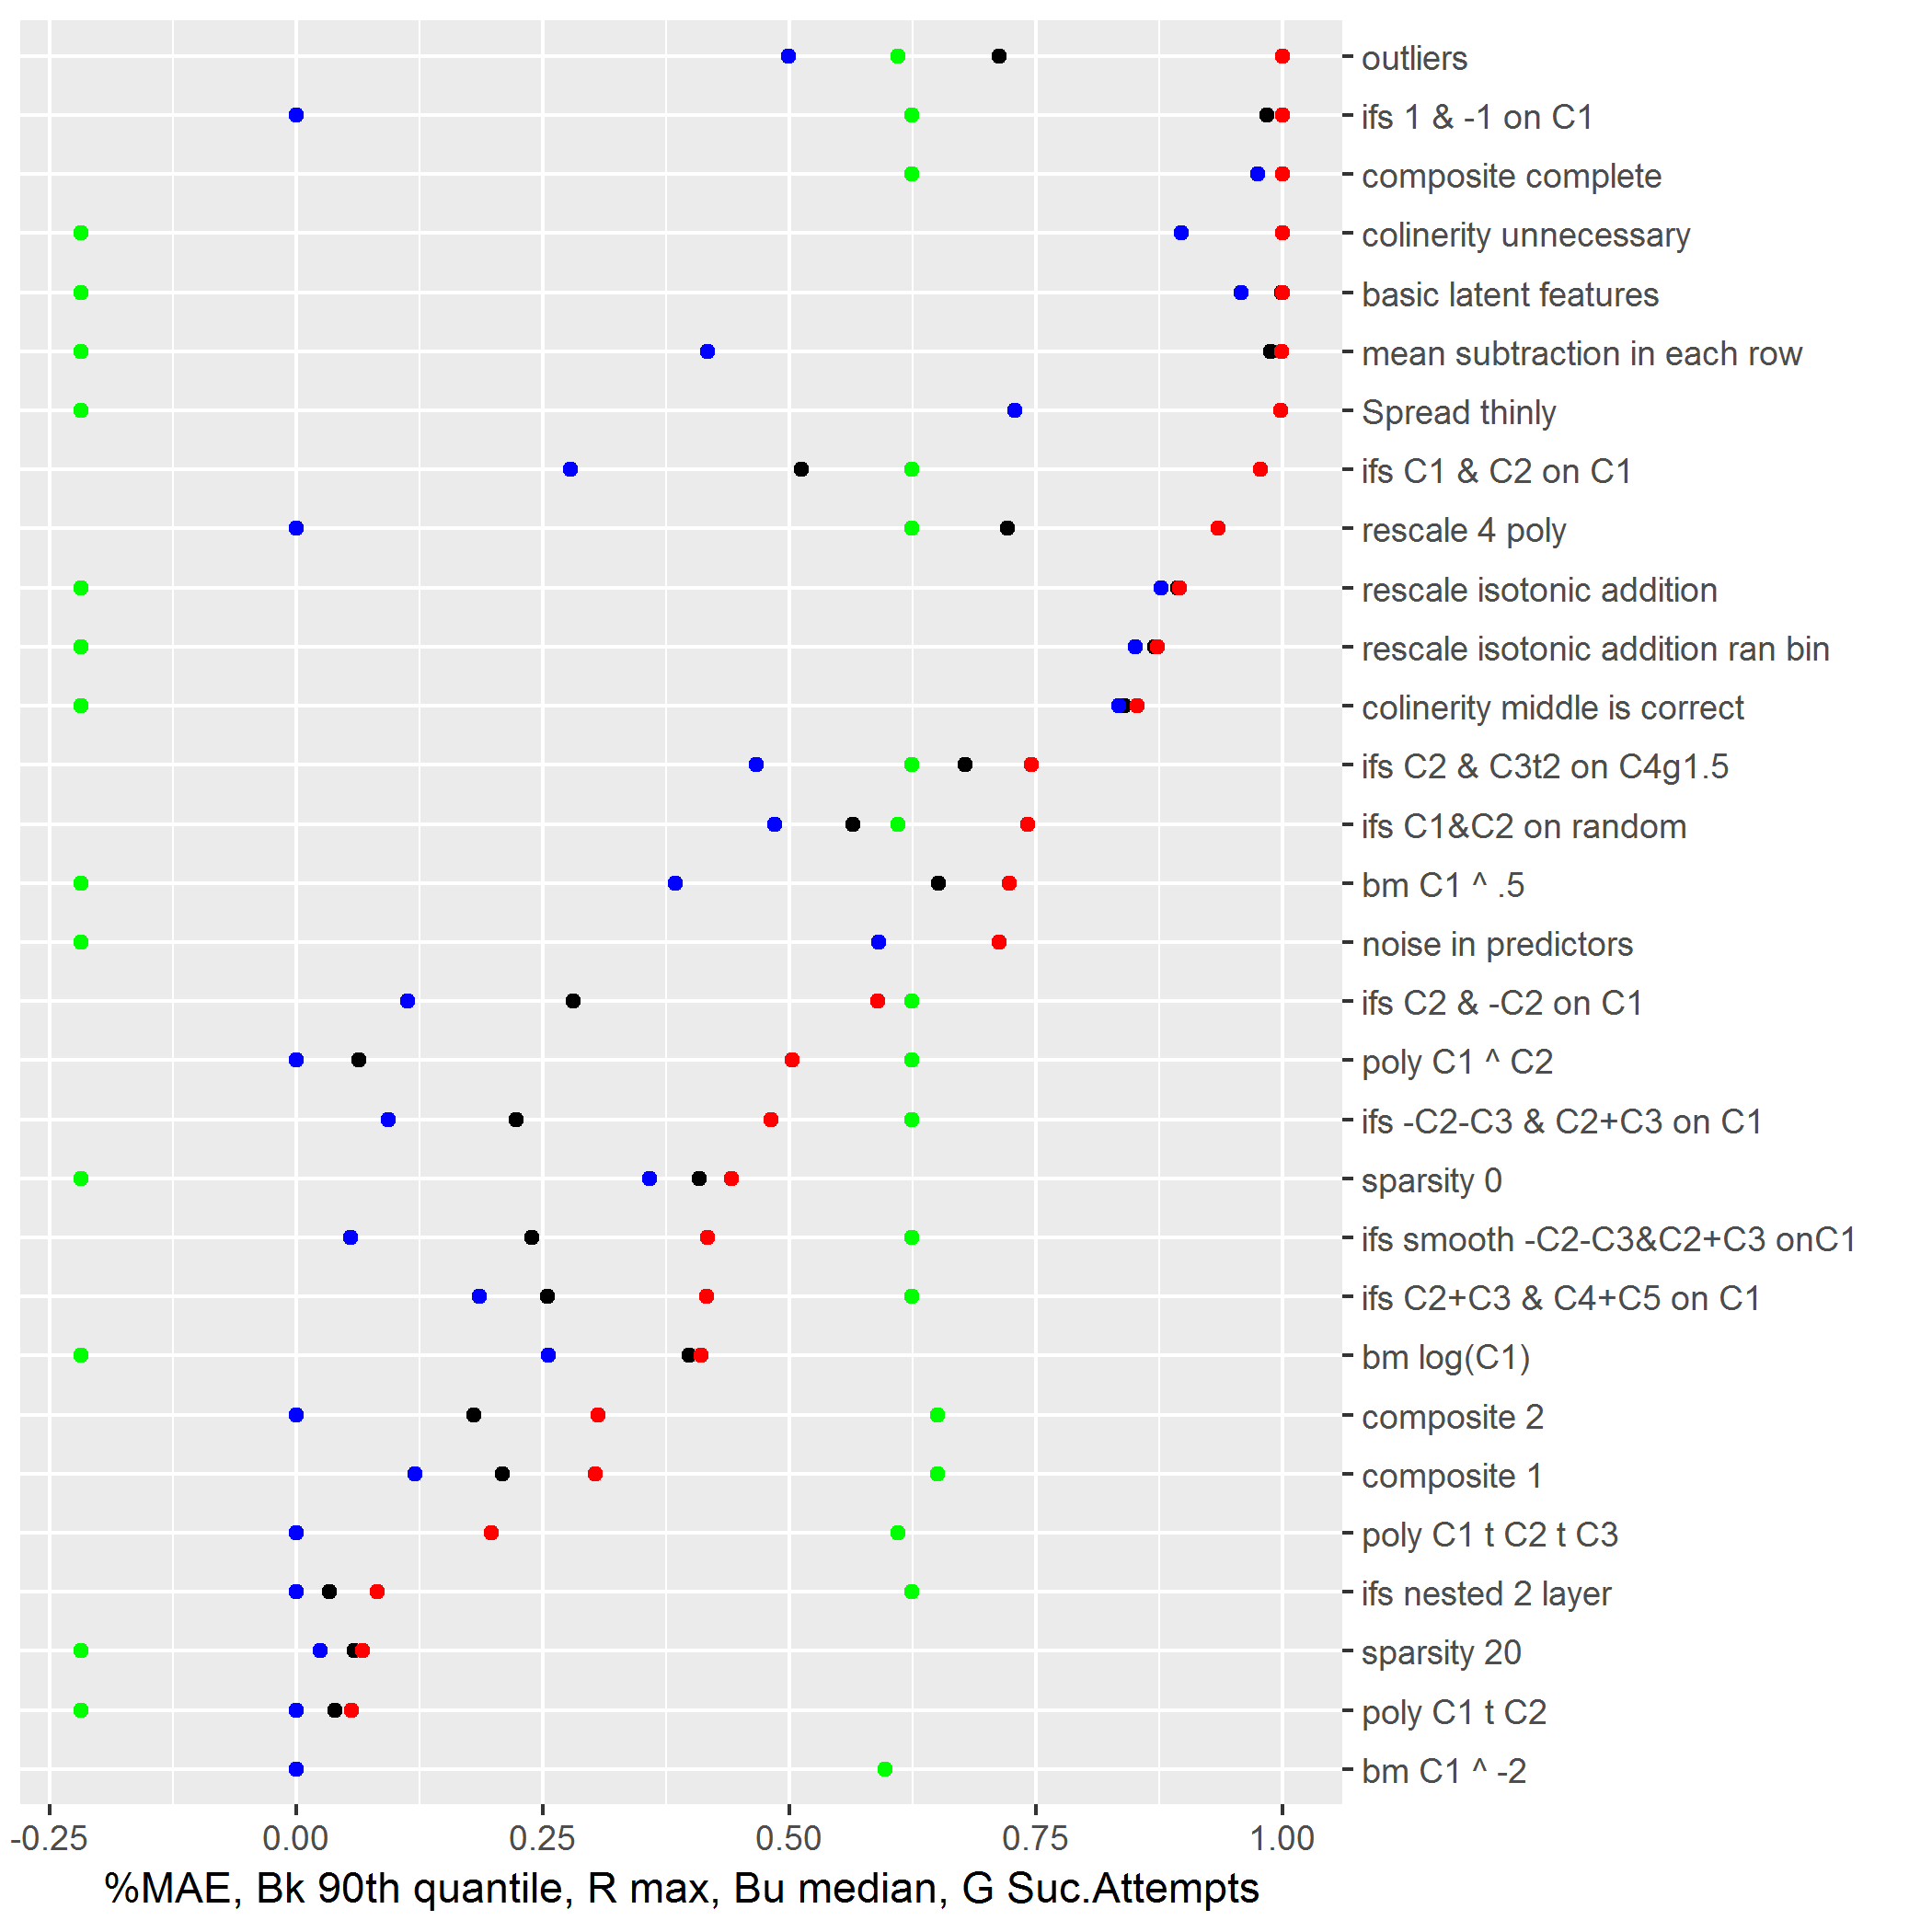 outliers
ifs 1 & -1 on C1
composite complete
colinerity unnecessary
basic latent features
mean subtraction in each row
Spread thinly
ifs C1 & C2 on C1
rescale 4 poly
rescale isotonic addition
rescale isotonic addition ran bin
colinerity middle is correct
ifs C2 & C3t2 on C4g1.5
ifs C1&C2 on random
bm C1 ^ .5
noise in predictors
ifs C2 & -C2 on C1
poly C1 ^ C2
ifs -C2-C3 & C2+C3 on C1
sparsity 0
ifs smooth -C2-C3&C2+C3 onC1
ifs C2+C3 & C4+C5 on C1
bm log(C1)
composite 2
composite 1
poly C1 t C2 t C3
ifs nested 2 layer
sparsity 20
poly C1 t C2
bm C1 ^ -2
-0.25 0.00 0.25 0.50 0.75 1.00
%MAE, Bk 90th quantile, R max, Bu median, G Suc.Attempts